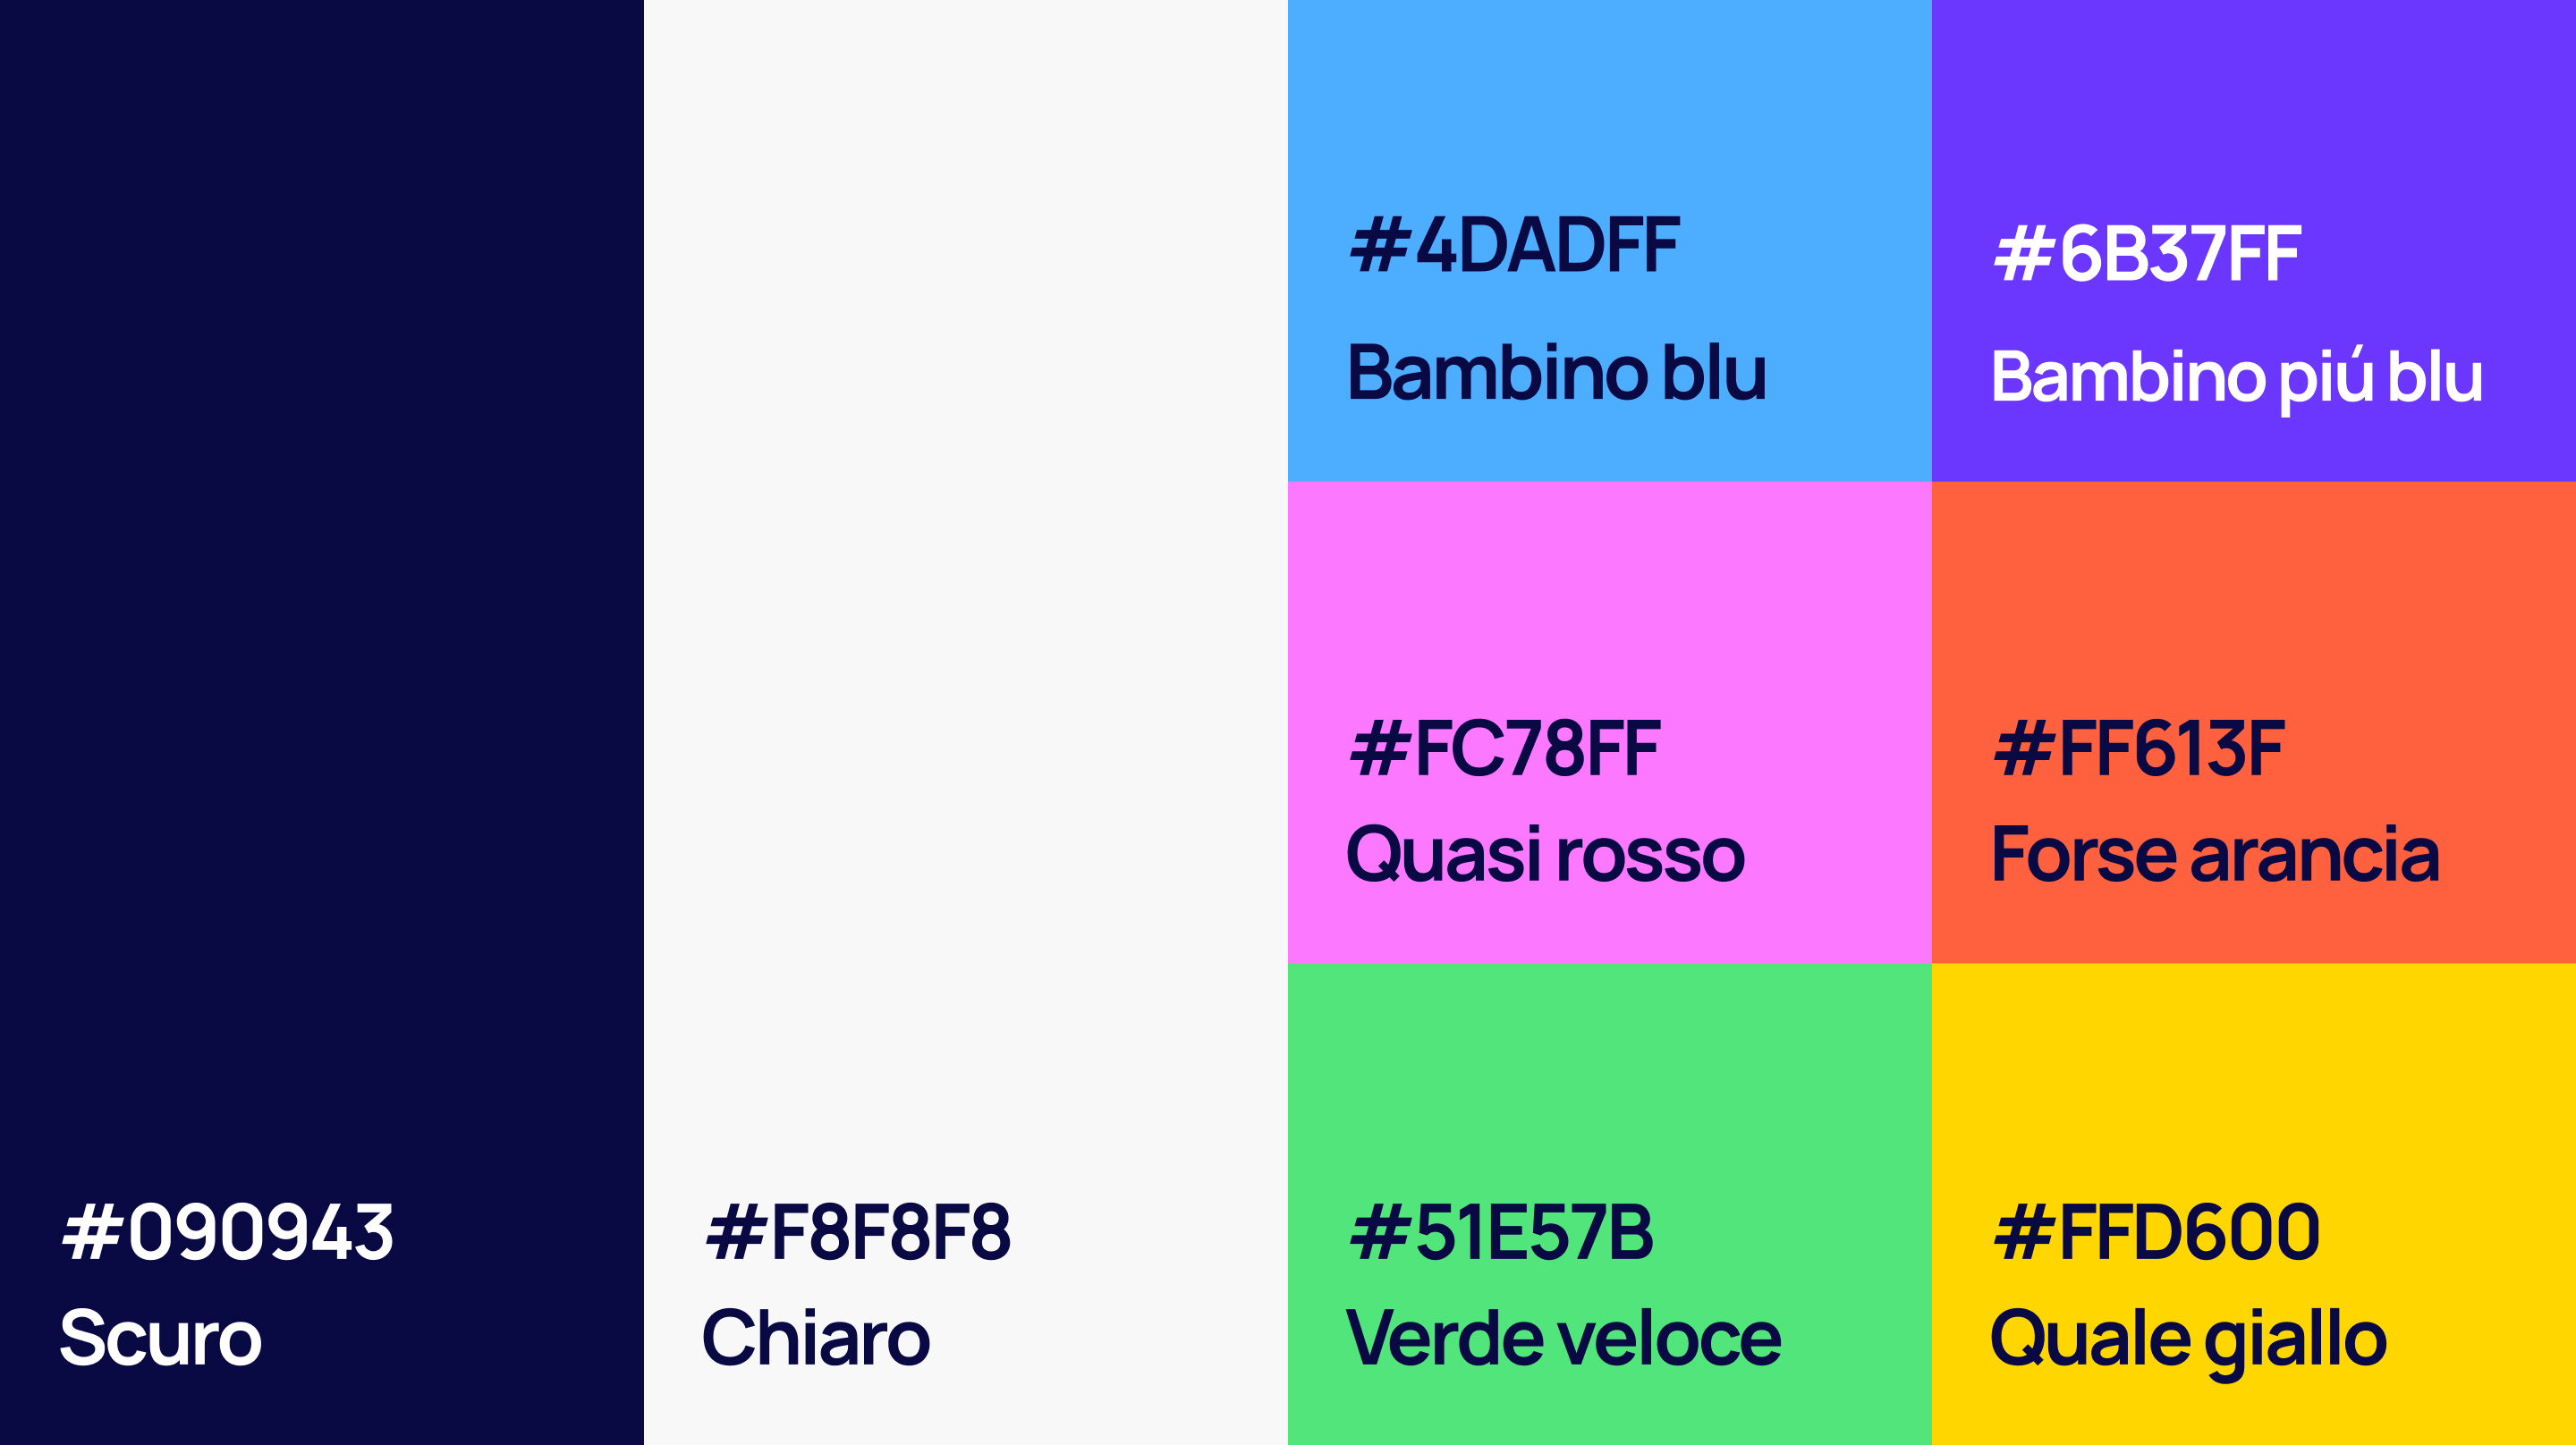 #090943
Scuro
#F8F8F8
Chiaro
#4DADFF
Bambino blu
#6B37FF
Bambino piú blu
#FC78FF
Quasi rosso
#FF613F
Forse arancia
#51E57B
Verde veloce
#FFD600
Quale giallo